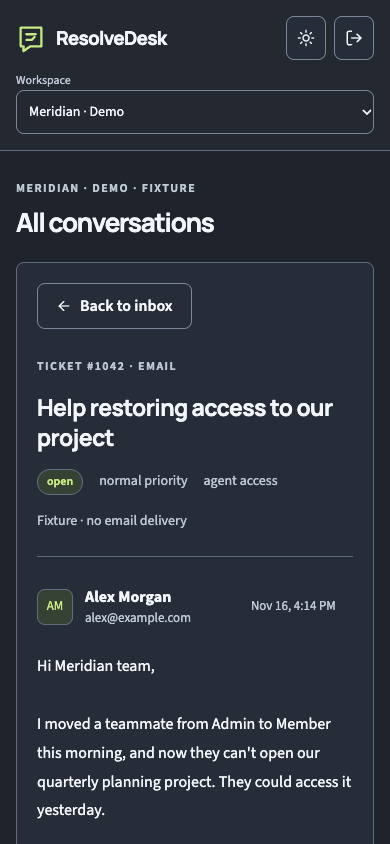 ResolveDesk
Workspace
Meridian · Demo
MERIDIAN · DEMO · FIXTURE
All conversations
Back to inbox
TICKET #1042 · EMAIL
Help restoring access to our
project
open normal priority agent access
Fixture · no email delivery
AM
Alex Morgan
alex@example.com
Nov 16, 4:14 PM
Hi Meridian team,
I moved a teammate from Admin to Member
this morning, and now they can't open our
quarterly planning project. They could access it
yesterday.